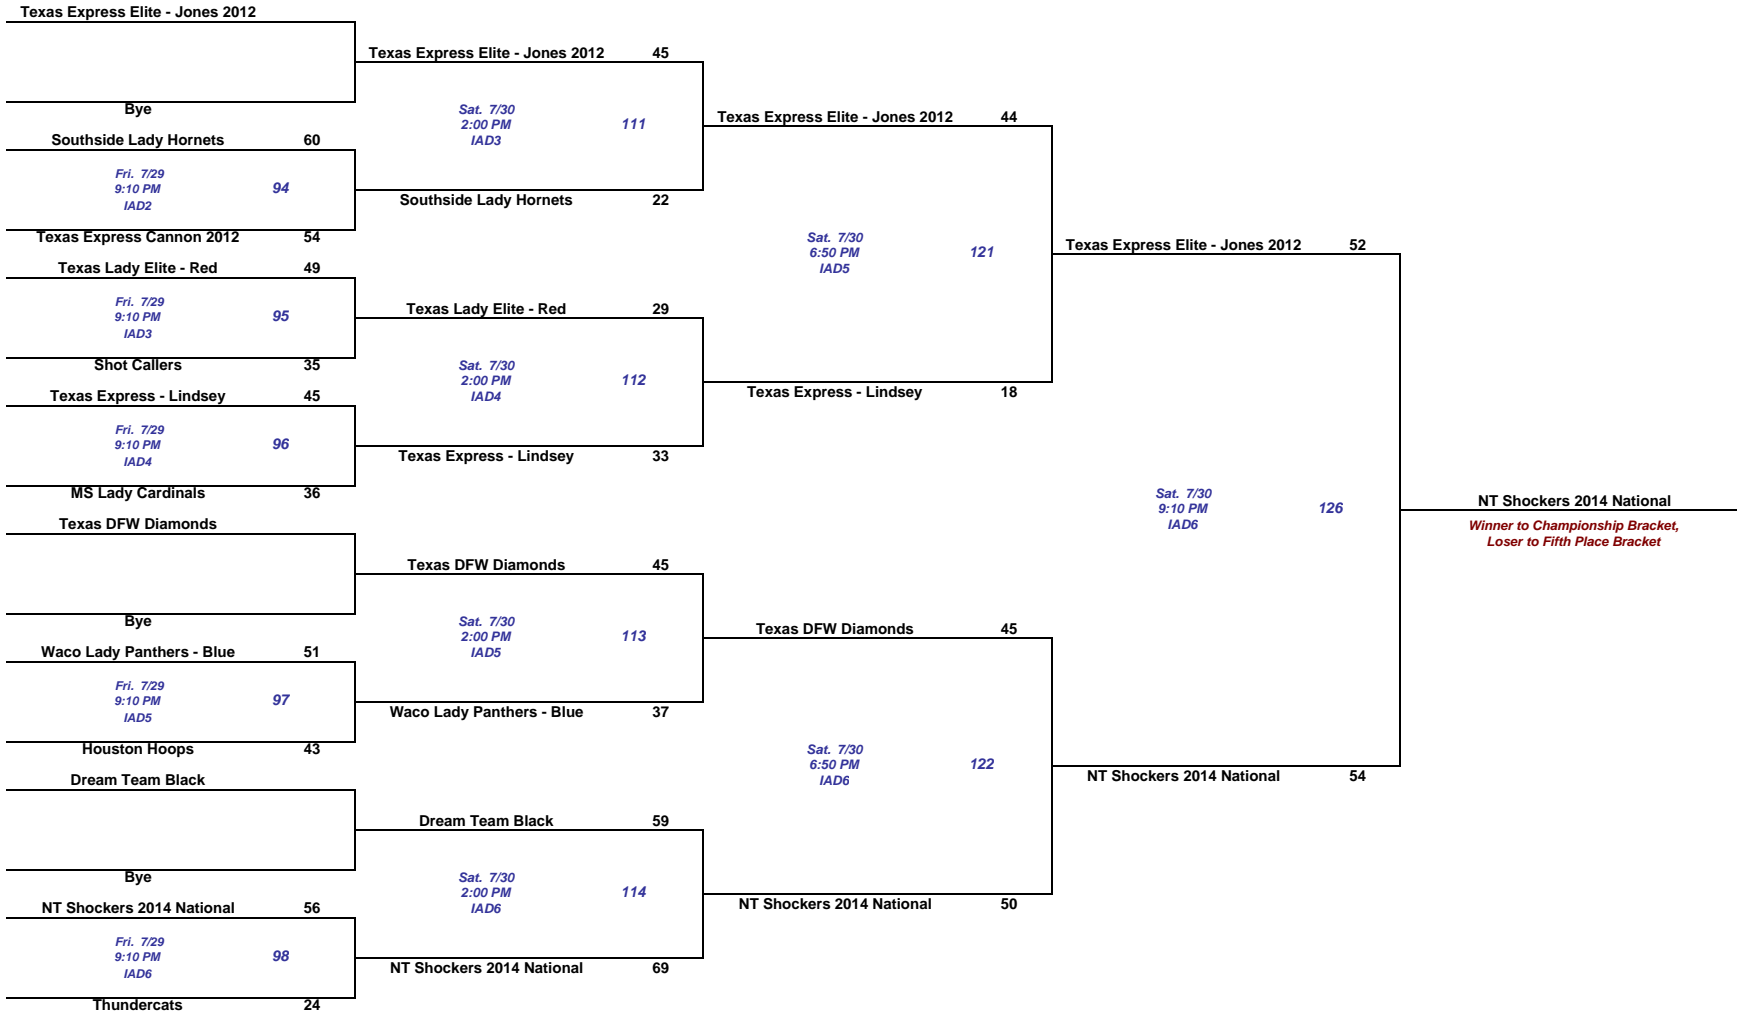 Texas Express Elite - Jones 2012
Texas Express Elite - Jones 2012 45
Bye
Sat. 7/30
2:00 PM 111
IAD3
Texas Express Elite - Jones 2012 44
Southside Lady Hornets 60
Fri. 7/29
9:10 PM 94
IAD2
Southside Lady Hornets 22
Texas Express Cannon 2012 54
Sat. 7/30
6:50 PM 121
IAD5
Texas Express Elite - Jones 2012 52
Texas Lady Elite - Red 49
Fri. 7/29
9:10 PM 95
IAD3
Texas Lady Elite - Red 29
Shot Callers 35
Sat. 7/30
2:00 PM 112
IAD4
Texas Express - Lindsey 18
Texas Express - Lindsey 45
Fri. 7/29
9:10 PM 96
IAD4
Texas Express - Lindsey 33
MS Lady Cardinals 36
Sat. 7/30
9:10 PM 126
IAD6
NT Shockers 2014 National
Winner to Championship Bracket,
Loser to Fifth Place Bracket
Texas DFW Diamonds
Texas DFW Diamonds 45
Bye
Sat. 7/30
2:00 PM 113
IAD5
Texas DFW Diamonds 45
Waco Lady Panthers - Blue 51
Fri. 7/29
9:10 PM 97
IAD5
Waco Lady Panthers - Blue 37
Houston Hoops 43
Sat. 7/30
6:50 PM 122
IAD6
NT Shockers 2014 National 54
Dream Team Black
Dream Team Black 59
Bye
Sat. 7/30
2:00 PM 114
IAD6
NT Shockers 2014 National 50
NT Shockers 2014 National 56
Fri. 7/29
9:10 PM 98
IAD6
NT Shockers 2014 National 69
Thundercats 24